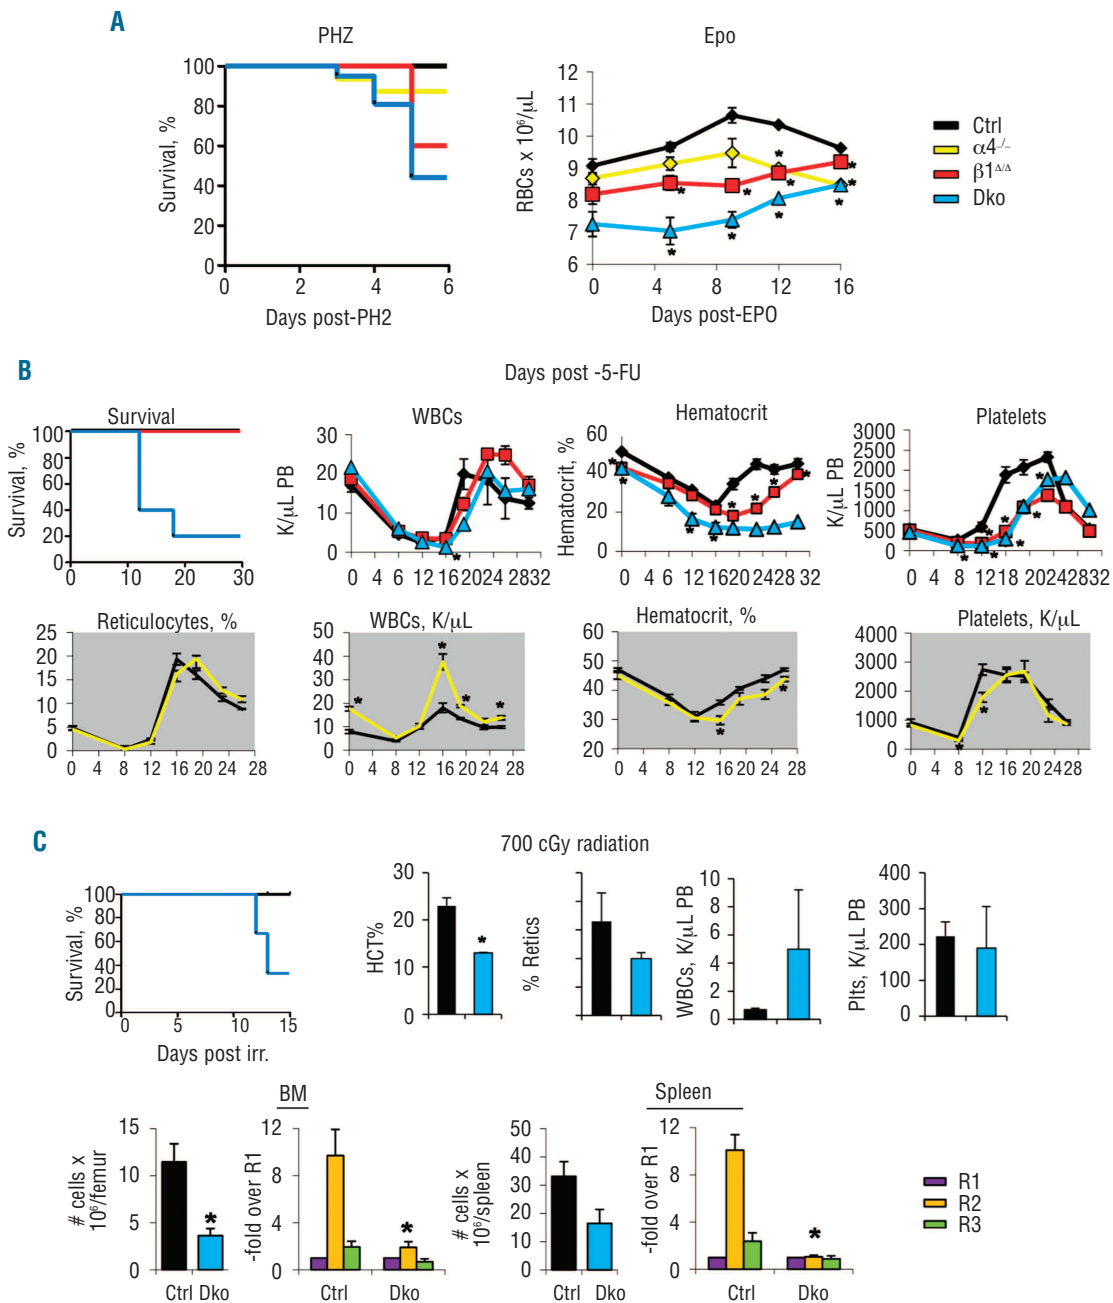 A
PHZ
Epo
Survival, %
100
80
60
40
20
0
0 2 4 6
Days post-PH2
RBCs x 10⁶/µL
12
11
10
9
8
7
6
0 4 8 12 16
Days post-EPO
* * * * * * * * * *
Ctrl
α4⁻/⁻
β1Δ/Δ
Dko
B
Days post -5-FU
Survival
Survival, %
100
80
60
40
20
0
0 10 20 30
WBCs
K/µL PB
30
20
10
0
0 6 12 16 20 24 28 32
*
Hematocrit
Hematocrit, %
60
40
20
0
0 4 8 12 16 20 24 28 32
* * * * * * * *
Platelets
K/µL PB
3000
2500
2000
1500
1000
500
0
0 4 8 12 16 20 24 28 32
* * * * * *
Reticulocytes, %
25
20
15
10
5
0
0 4 8 12 16 20 24 28
WBCs, K/µL
50
40
30
20
10
0
0 4 8 12 16 20 24 28
* * * *
Hematocrit, %
60
50
40
30
20
0 4 8 12 16 20 24 28
* *
Platelets, K/µL
4000
3000
2000
1000
0
0 4 8 12 16 20 24 28
* *
C
700 cGy radiation
Survival, %
100
80
60
40
20
0
0 5 10 15
Days post irr.
HCT%
30
20
10
0
*
% Retics
WBCs, K/µL PB
10
8
6
4
2
0
Plts, K/µL PB
400
300
200
100
0
BM
# cells x
10⁶/femur
15
10
5
0
*
Ctrl Dko
-fold over R1
12
8
4
0
*
Ctrl Dko
Spleen
# cells x
10⁶/spleen
50
40
30
20
10
0
Ctrl Dko
-fold over R1
12
8
4
0
*
Ctrl Dko
R1
R2
R3